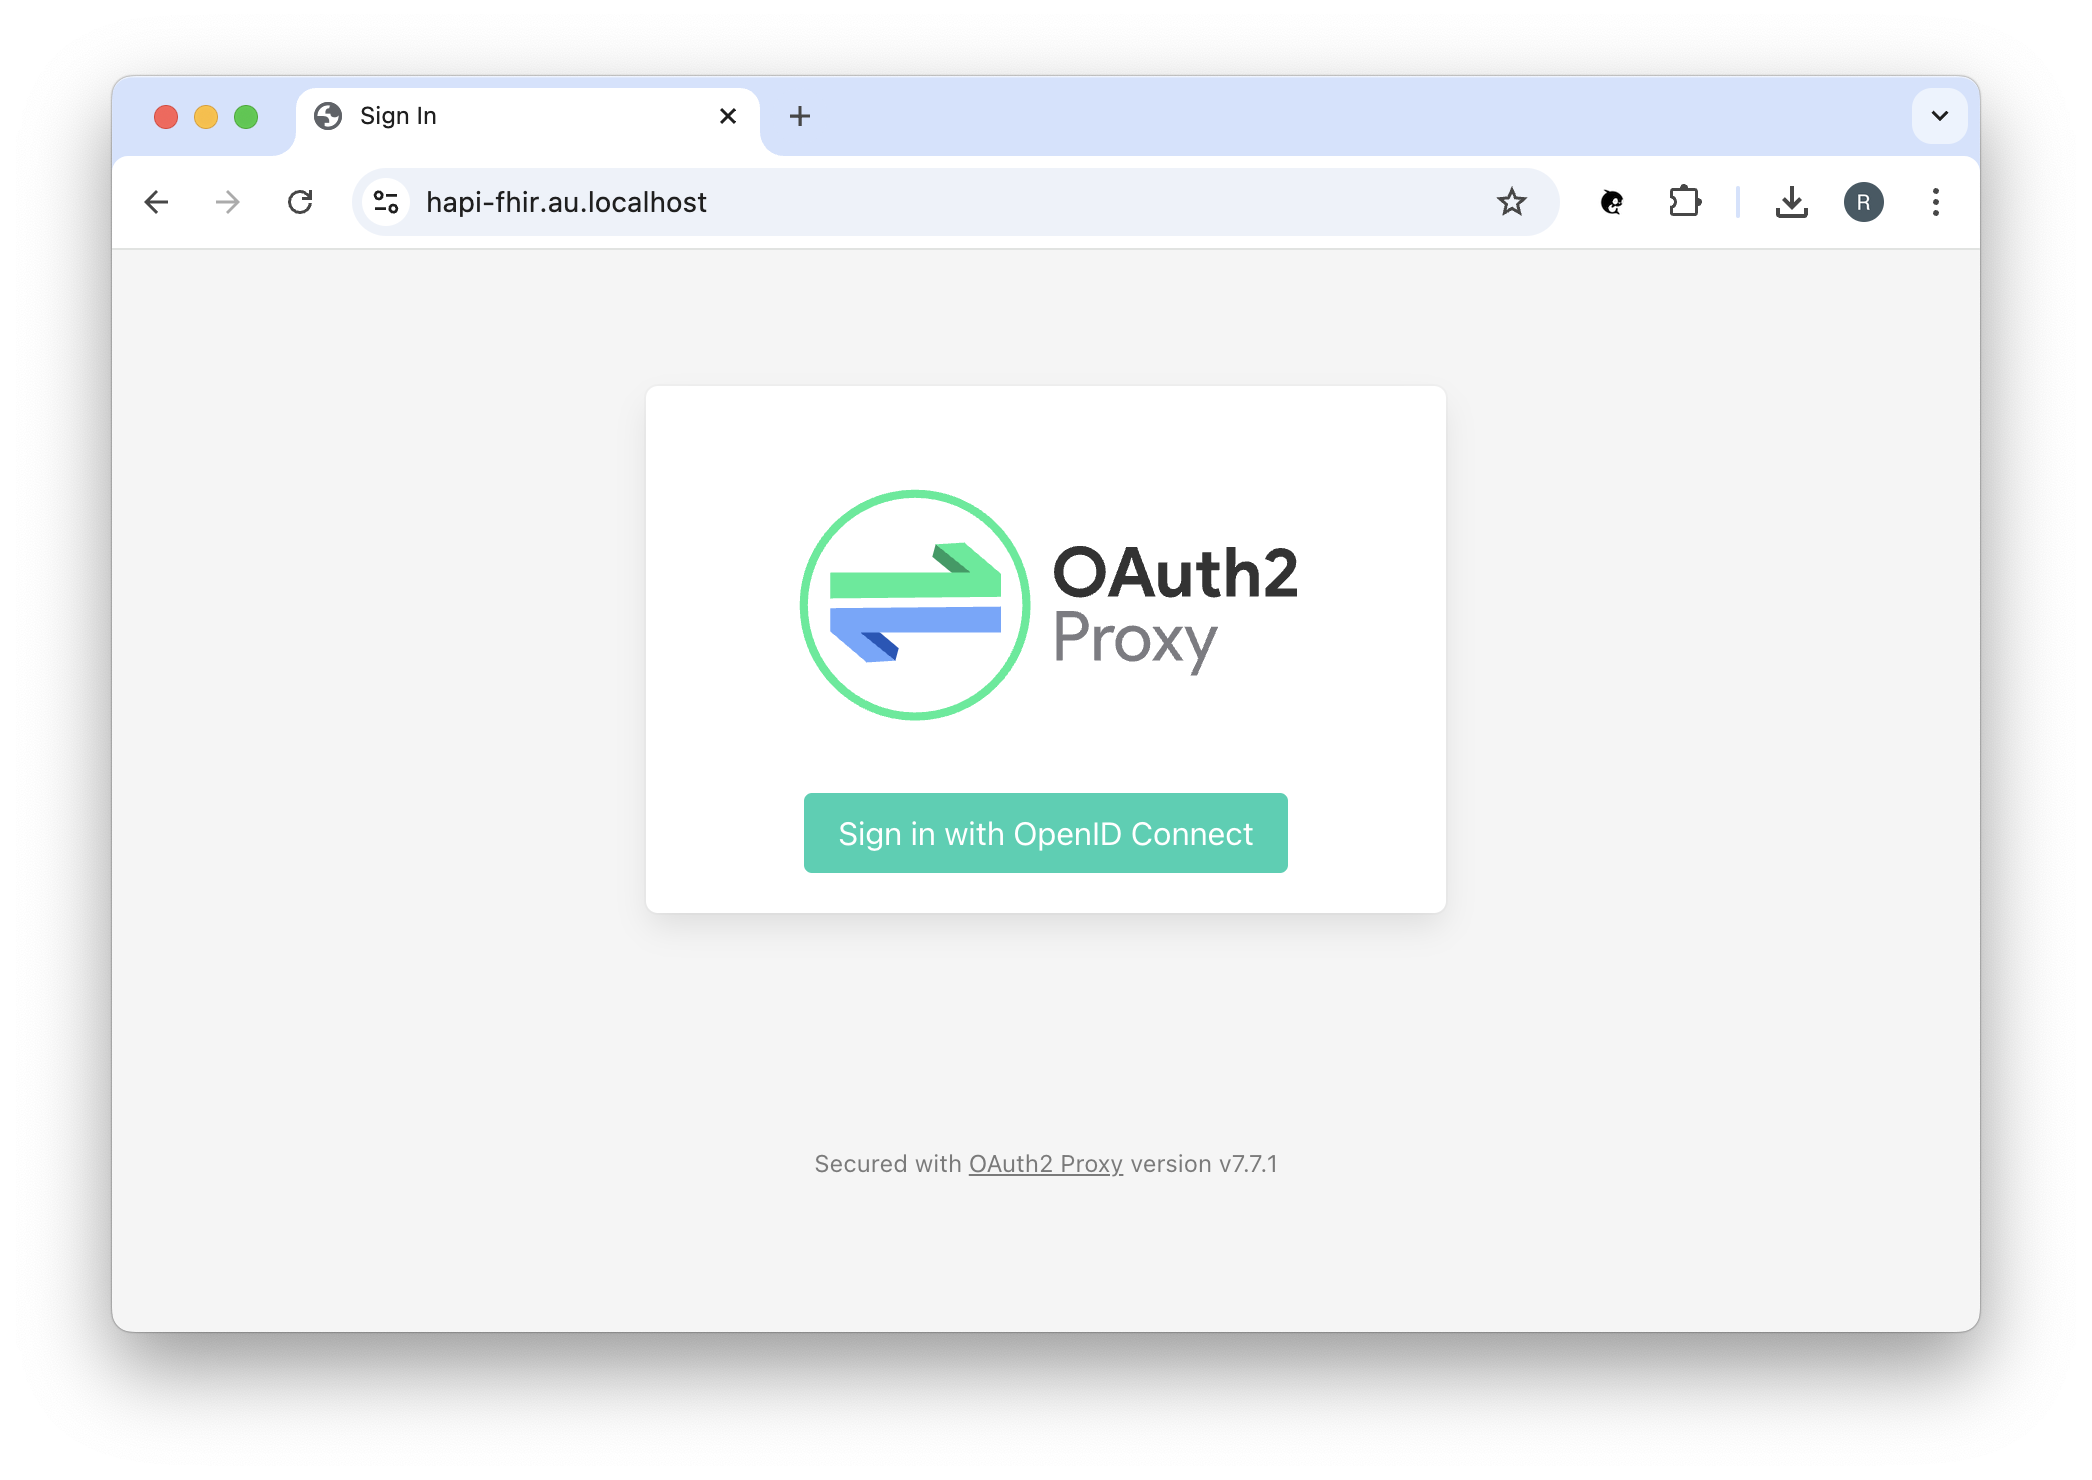 Sign In
hapi-fhir.au.localhost
R
OAuth2
Proxy
Sign in with OpenID Connect
Secured with OAuth2 Proxy version v7.7.1